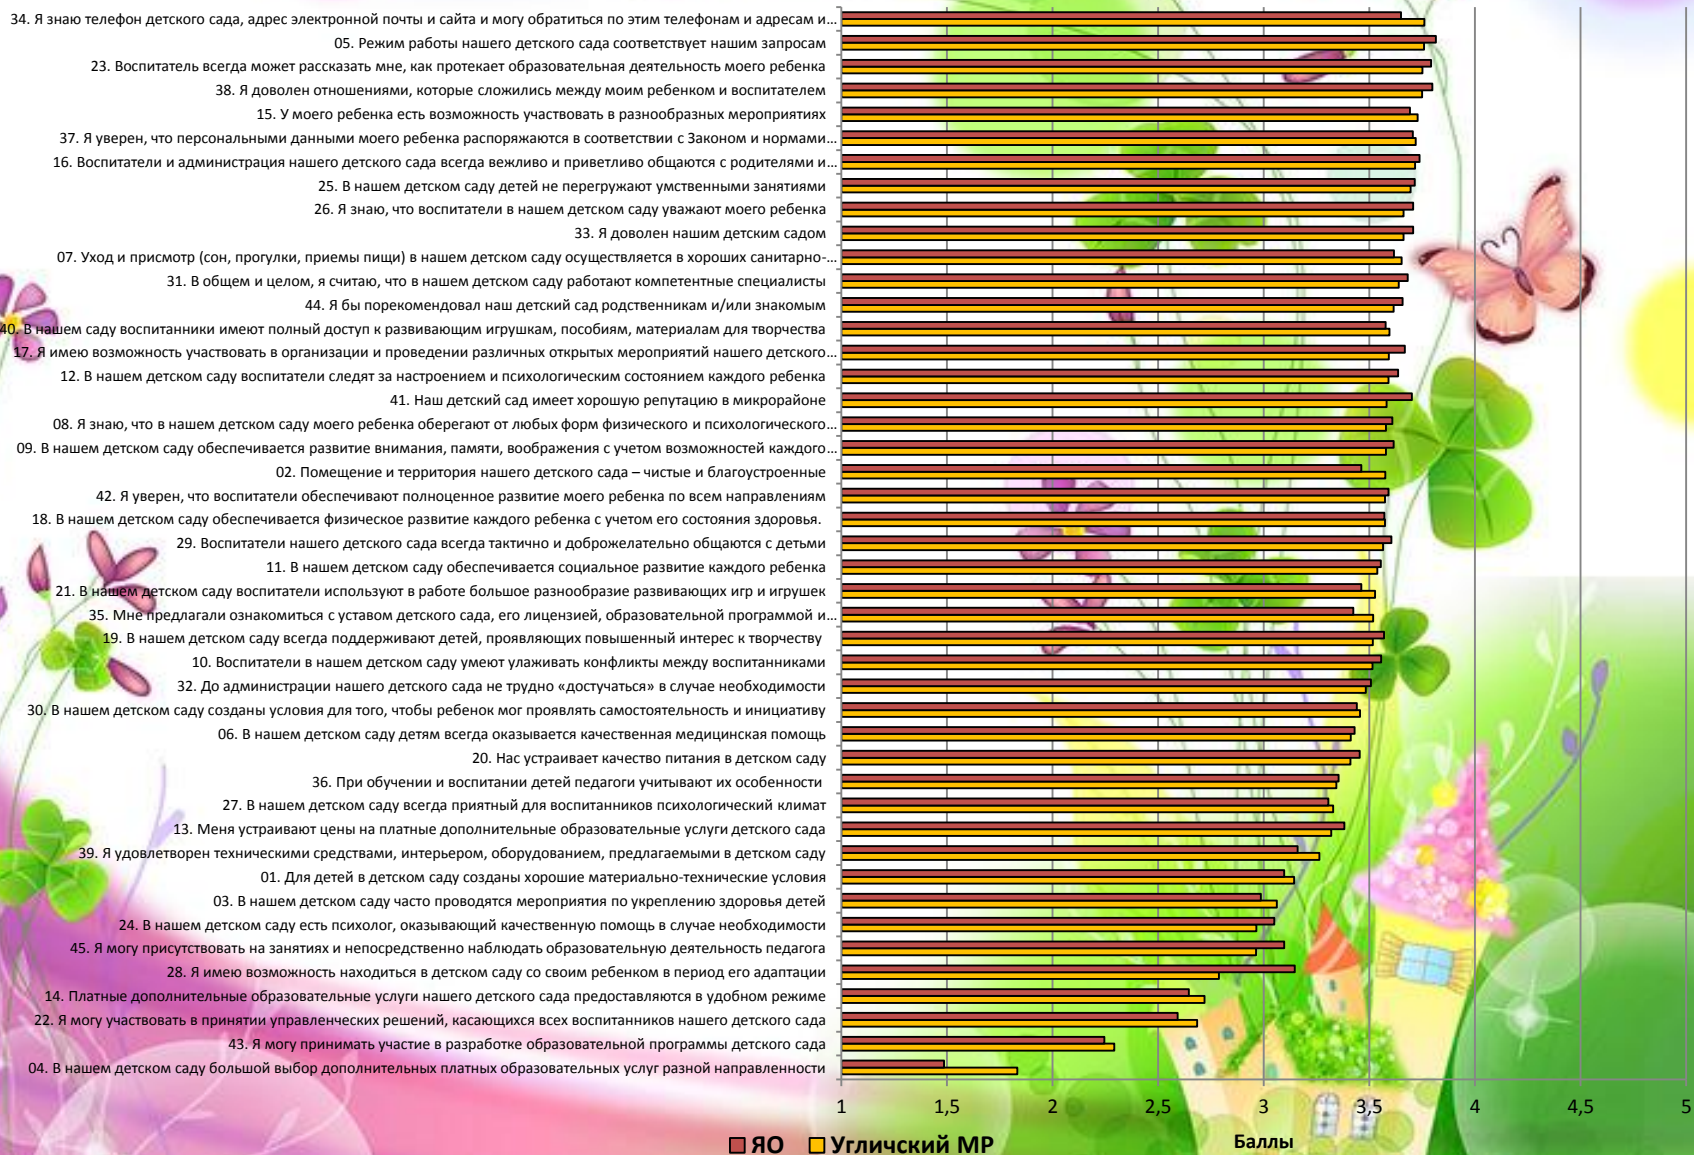 34. Я знаю телефон детского сада, адрес электронной почты и сайта и могу обратиться по этим телефонам и адресам и…
05. Режим работы нашего детского сада соответствует нашим запросам
23. Воспитатель всегда может рассказать мне, как протекает образовательная деятельность моего ребенка
38. Я доволен отношениями, которые сложились между моим ребенком и воспитателем
15. У моего ребенка есть возможность участвовать в разнообразных мероприятиях
37. Я уверен, что персональными данными моего ребенка распоряжаются в соответствии с Законом и нормами…
16. Воспитатели и администрация нашего детского сада всегда вежливо и приветливо общаются с родителями и…
25. В нашем детском саду детей не перегружают умственными занятиями
26. Я знаю, что воспитатели в нашем детском саду уважают моего ребенка
33. Я доволен нашим детским садом
07. Уход и присмотр (сон, прогулки, приемы пищи) в нашем детском саду осуществляется в хороших санитарно-…
31. В общем и целом, я считаю, что в нашем детском саду работают компетентные специалисты
44. Я бы порекомендовал наш детский сад родственникам и/или знакомым
40. В нашем саду воспитанники имеют полный доступ к развивающим игрушкам, пособиям, материалам для творчества
17. Я имею возможность участвовать в организации и проведении различных открытых мероприятий нашего детского…
12. В нашем детском саду воспитатели следят за настроением и психологическим состоянием каждого ребенка
41. Наш детский сад имеет хорошую репутацию в микрорайоне
08. Я знаю, что в нашем детском саду моего ребенка оберегают от любых форм физического и психологического…
09. В нашем детском саду обеспечивается развитие внимания, памяти, воображения с учетом возможностей каждого…
02. Помещение и территория нашего детского сада – чистые и благоустроенные
42. Я уверен, что воспитатели обеспечивают полноценное развитие моего ребенка по всем направлениям
18. В нашем детском саду обеспечивается физическое развитие каждого ребенка с учетом его состояния здоровья.
29. Воспитатели нашего детского сада всегда тактично и доброжелательно общаются с детьми
11. В нашем детском саду обеспечивается социальное развитие каждого ребенка
21. В нашем детском саду воспитатели используют в работе большое разнообразие развивающих игр и игрушек
35. Мне предлагали ознакомиться с уставом детского сада, его лицензией, образовательной программой и…
19. В нашем детском саду всегда поддерживают детей, проявляющих повышенный интерес к творчеству
10. Воспитатели в нашем детском саду умеют улаживать конфликты между воспитанниками
32. До администрации нашего детского сада не трудно «достучаться» в случае необходимости
30. В нашем детском саду созданы условия для того, чтобы ребенок мог проявлять самостоятельность и инициативу
06. В нашем детском саду детям всегда оказывается качественная медицинская помощь
20. Нас устраивает качество питания в детском саду
36. При обучении и воспитании детей педагоги учитывают их особенности
27. В нашем детском саду всегда приятный для воспитанников психологический климат
13. Меня устраивают цены на платные дополнительные образовательные услуги детского сада
39. Я удовлетворен техническими средствами, интерьером, оборудованием, предлагаемыми в детском саду
01. Для детей в детском саду созданы хорошие материально-технические условия
03. В нашем детском саду часто проводятся мероприятия по укреплению здоровья детей
24. В нашем детском саду есть психолог, оказывающий качественную помощь в случае необходимости
45. Я могу присутствовать на занятиях и непосредственно наблюдать образовательную деятельность педагога
28. Я имею возможность находиться в детском саду со своим ребенком в период его адаптации
14. Платные дополнительные образовательные услуги нашего детского сада предоставляются в удобном режиме
22. Я могу участвовать в принятии управленческих решений, касающихся всех воспитанников нашего детского сада
43. Я могу принимать участие в разработке образовательной программы детского сада
04. В нашем детском саду большой выбор дополнительных платных образовательных услуг разной направленности
1 1,5 2 2,5 3 3,5 4 4,5 5
ЯО Угличский МР Баллы